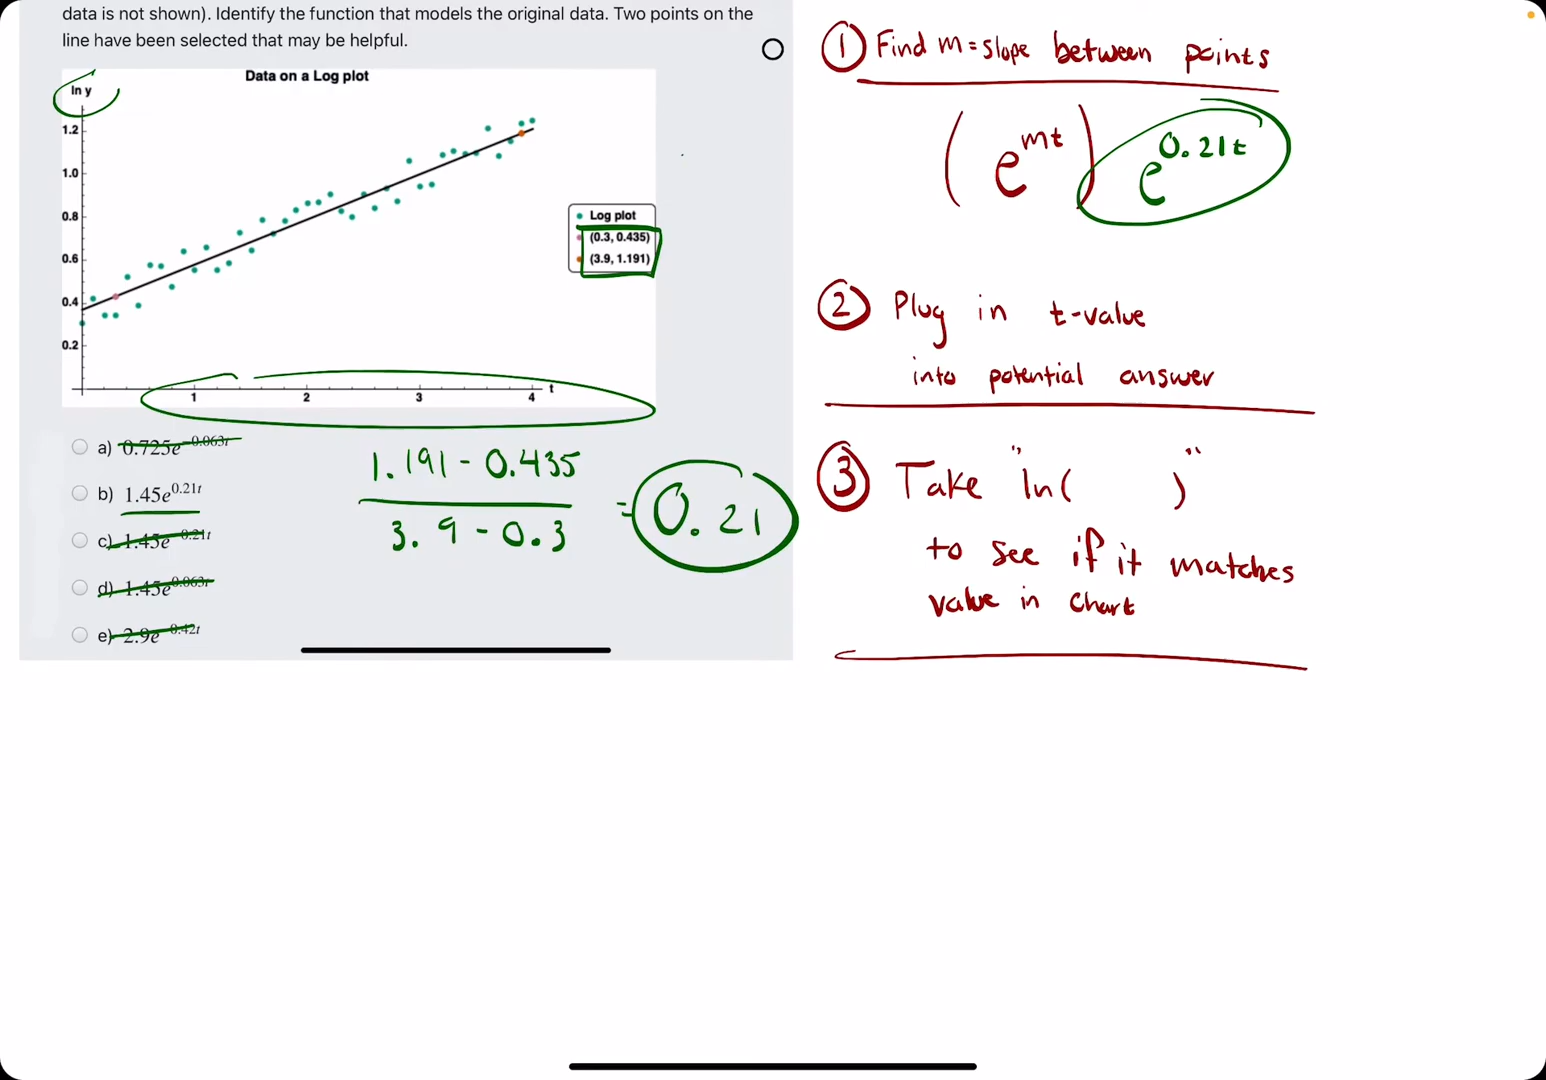 data is not shown). Identify the function that models the original data. Two points on the
line have been selected that may be helpful.
Data on a Log plot
ln y
1.2
1.0
0.8
0.6
0.4
0.2
1 2 3 4 t
Log plot
(0.3, 0.435)
(3.9, 1.191)
a) 0.725e^-0.063t
b) 1.45e^0.21t
c) 1.45e^-0.21t
d) 1.45e^0.063t
e) 2.9e^-0.42t
1.191 - 0.435
3.9 - 0.3
= 0.21
① Find m = slope between points
(e^mt) e^0.21t
② Plug in t-value
into potential answer
③ Take "ln( )"
to see if it matches
value in chart